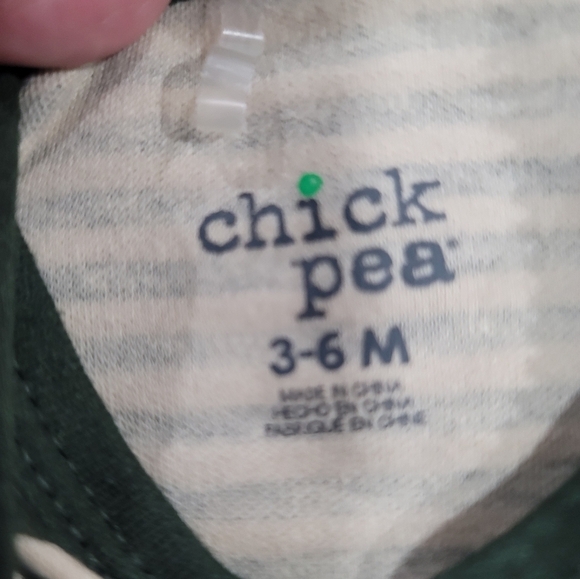 chick
pea
3-6 M
MADE IN CHINA
HECHO EN CHINA
FABRIQUÉ EN CHINE